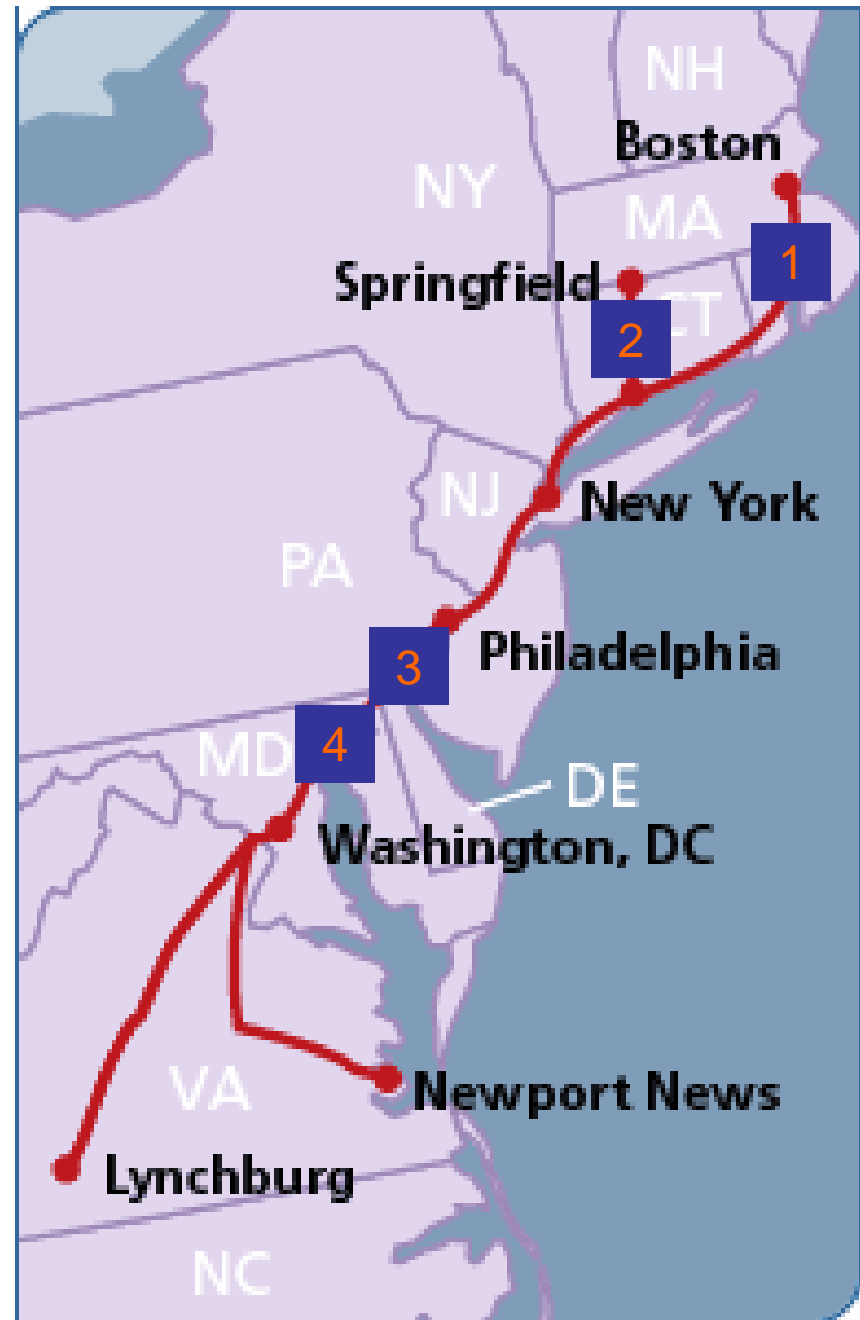 NH
Boston
NY
MA
1
Springfield
CT
2
NJ
New York
PA
Philadelphia
3
4
MD
DE
Washington, DC
VA
Newport News
Lynchburg
NC